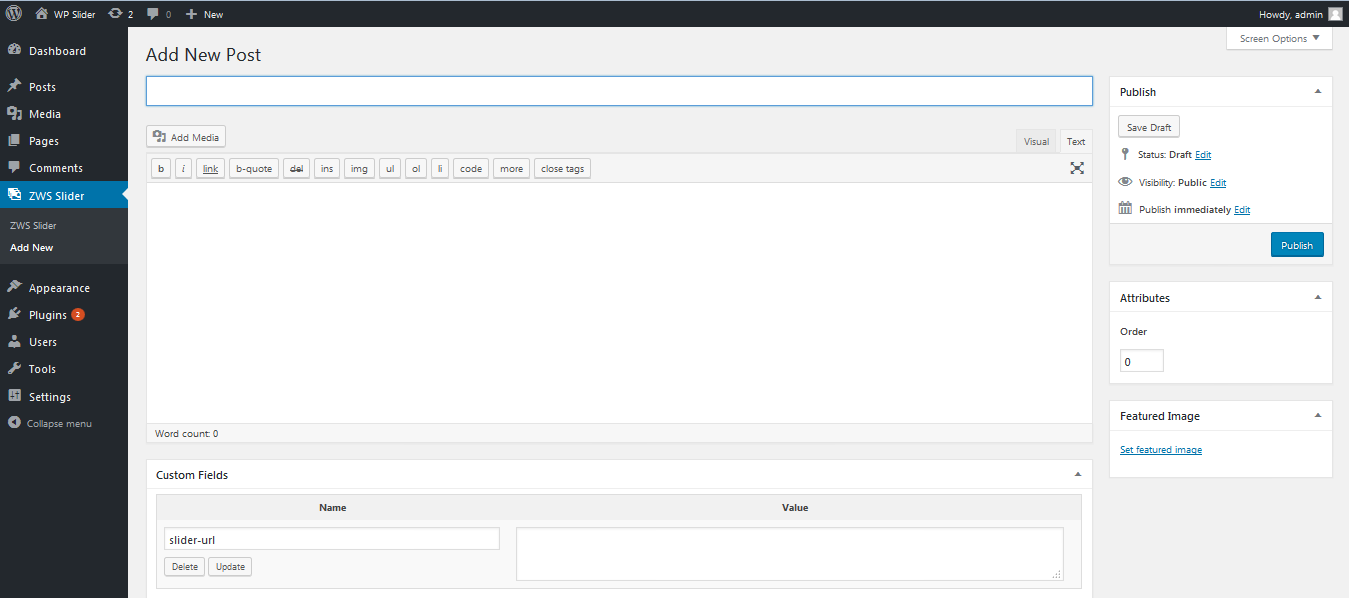 WP Slider 2 0 New Howdy, admin
Screen Options
Dashboard
Posts
Media
Pages
Comments
ZWS Slider
ZWS Slider
Add New
Appearance
Plugins 2
Users
Tools
Settings
Collapse menu
Add New Post
Add Media
Visual Text
b i link b-quote del ins img ul ol li code more close tags
Word count: 0
Custom Fields
Name Value
slider-url
Delete Update
Publish
Save Draft
Status: Draft Edit
Visibility: Public Edit
Publish immediately Edit
Publish
Attributes
Order
0
Featured Image
Set featured image